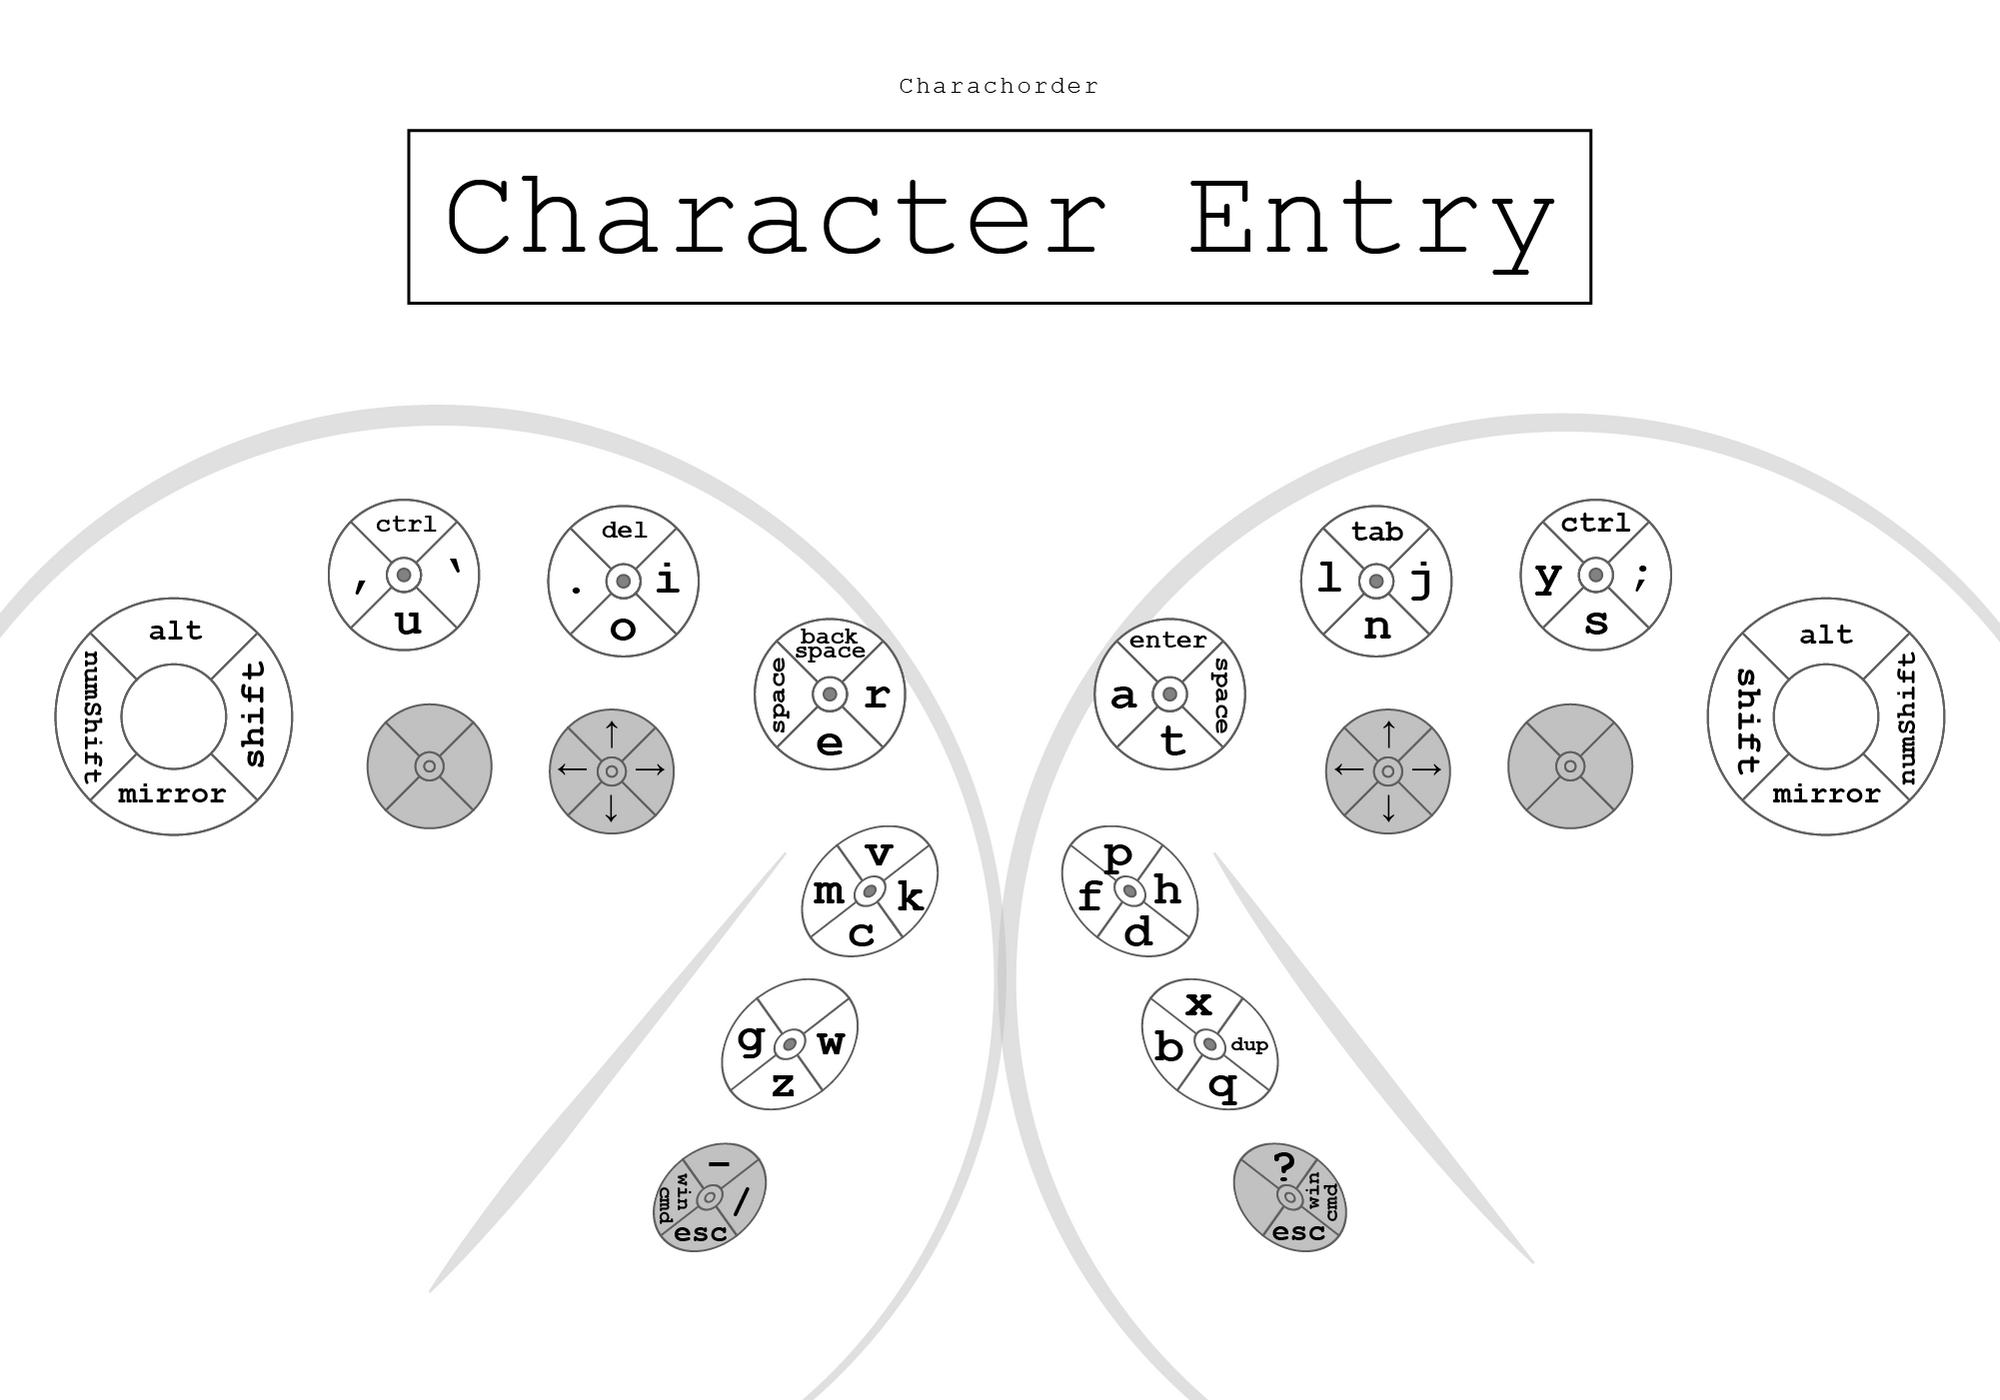 Charachorder
Character Entry
ctrl
, `
u
del
. i
o
back
space
space r
e
enter
a space
t
tab
l j
n
ctrl
y ;
s
alt
numShift shift
mirror
↑
← →
↓
↑
← →
↓
alt
shift numShift
mirror
v
m k
c
p
f h
d
g w
z
x
b dup
q
-
cmd win /
esc
?
win cmd
esc